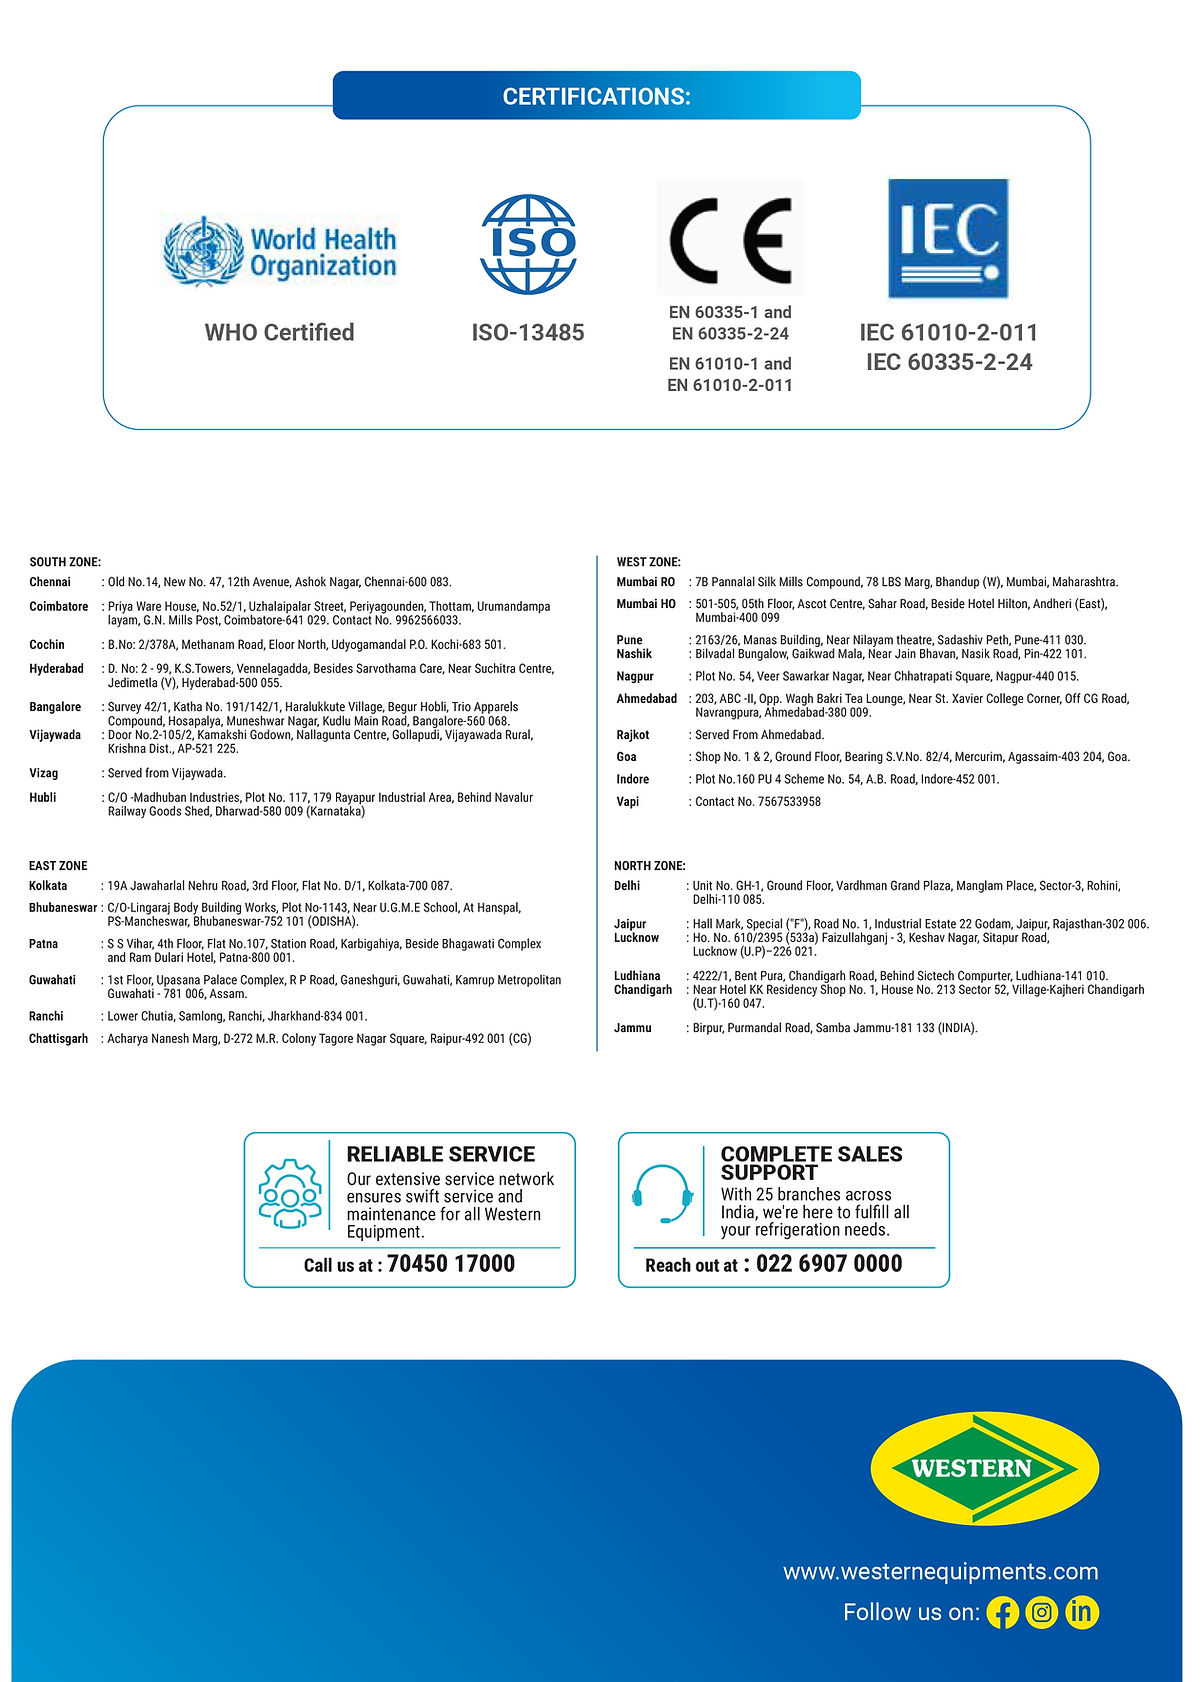 CERTIFICATIONS:
World Health
Organization
WHO Certified
ISO
ISO-13485
CE
EN 60335-1 and
EN 60335-2-24
EN 61010-1 and
EN 61010-2-011
IEC
IEC 61010-2-011
IEC 60335-2-24
SOUTH ZONE:
Chennai : Old No.14, New No. 47, 12th Avenue, Ashok Nagar, Chennai-600 083.
Coimbatore : Priya Ware House, No.52/1, Uzhalaipalar Street, Periyagounden, Thottam, Urumandampa
layam, G.N. Mills Post, Coimbatore-641 029. Contact No. 9962566033.
Cochin : B.No: 2/378A, Methanam Road, Eloor North, Udyogamandal P.O. Kochi-683 501.
Hyderabad : D. No: 2 - 99, K.S.Towers, Vennelagadda, Besides Sarvothama Care, Near Suchitra Centre,
Jedimetla (V), Hyderabad-500 055.
Bangalore : Survey 42/1, Katha No. 191/142/1, Haralukkute Village, Begur Hobli, Trio Apparels
Compound, Hosapalya, Muneshwar Nagar, Kudlu Main Road, Bangalore-560 068.
Vijaywada : Door No.2-105/2, Kamakshi Godown, Nallagunta Centre, Gollapudi, Vijayawada Rural,
Krishna Dist., AP-521 225.
Vizag : Served from Vijaywada.
Hubli : C/O -Madhuban Industries, Plot No. 117, 179 Rayapur Industrial Area, Behind Navalur
Railway Goods Shed, Dharwad-580 009 (Karnataka)
EAST ZONE
Kolkata : 19A Jawaharlal Nehru Road, 3rd Floor, Flat No. D/1, Kolkata-700 087.
Bhubaneswar : C/O-Lingaraj Body Building Works, Plot No-1143, Near U.G.M.E School, At Hanspal,
PS-Mancheswar, Bhubaneswar-752 101 (ODISHA).
Patna : S S Vihar, 4th Floor, Flat No.107, Station Road, Karbigahiya, Beside Bhagawati Complex
and Ram Dulari Hotel, Patna-800 001.
Guwahati : 1st Floor, Upasana Palace Complex, R P Road, Ganeshguri, Guwahati, Kamrup Metropolitan
Guwahati - 781 006, Assam.
Ranchi : Lower Chutia, Samlong, Ranchi, Jharkhand-834 001.
Chattisgarh : Acharya Nanesh Marg, D-272 M.R. Colony Tagore Nagar Square, Raipur-492 001 (CG)
WEST ZONE:
Mumbai RO : 7B Pannalal Silk Mills Compound, 78 LBS Marg, Bhandup (W), Mumbai, Maharashtra.
Mumbai HO : 501-505, 05th Floor, Ascot Centre, Sahar Road, Beside Hotel Hilton, Andheri (East),
Mumbai-400 099
Pune : 2163/26, Manas Building, Near Nilayam theatre, Sadashiv Peth, Pune-411 030.
Nashik : Bilvadal Bungalow, Gaikwad Mala, Near Jain Bhavan, Nasik Road, Pin-422 101.
Nagpur : Plot No. 54, Veer Sawarkar Nagar, Near Chhatrapati Square, Nagpur-440 015.
Ahmedabad : 203, ABC -II, Opp. Wagh Bakri Tea Lounge, Near St. Xavier College Corner, Off CG Road,
Navrangpura, Ahmedabad-380 009.
Rajkot : Served From Ahmedabad.
Goa : Shop No. 1 & 2, Ground Floor, Bearing S.V.No. 82/4, Mercurim, Agassaim-403 204, Goa.
Indore : Plot No.160 PU 4 Scheme No. 54, A.B. Road, Indore-452 001.
Vapi : Contact No. 7567533958
NORTH ZONE:
Delhi : Unit No. GH-1, Ground Floor, Vardhman Grand Plaza, Manglam Place, Sector-3, Rohini,
Delhi-110 085.
Jaipur : Hall Mark, Special ("F"), Road No. 1, Industrial Estate 22 Godam, Jaipur, Rajasthan-302 006.
Lucknow : Ho. No. 610/2395 (533a) Faizullahganj - 3, Keshav Nagar, Sitapur Road,
Lucknow (U.P)–226 021.
Ludhiana : 4222/1, Bent Pura, Chandigarh Road, Behind Sictech Compurter, Ludhiana-141 010.
Chandigarh : Near Hotel KK Residency Shop No. 1, House No. 213 Sector 52, Village-Kajheri Chandigarh
(U.T)-160 047.
Jammu : Birpur, Purmandal Road, Samba Jammu-181 133 (INDIA).
RELIABLE SERVICE
Our extensive service network
ensures swift service and
maintenance for all Western
Equipment.
Call us at : 70450 17000
COMPLETE SALES
SUPPORT
With 25 branches across
India, we're here to fulfill all
your refrigeration needs.
Reach out at : 022 6907 0000
WESTERN
www.westernequipments.com
Follow us on: